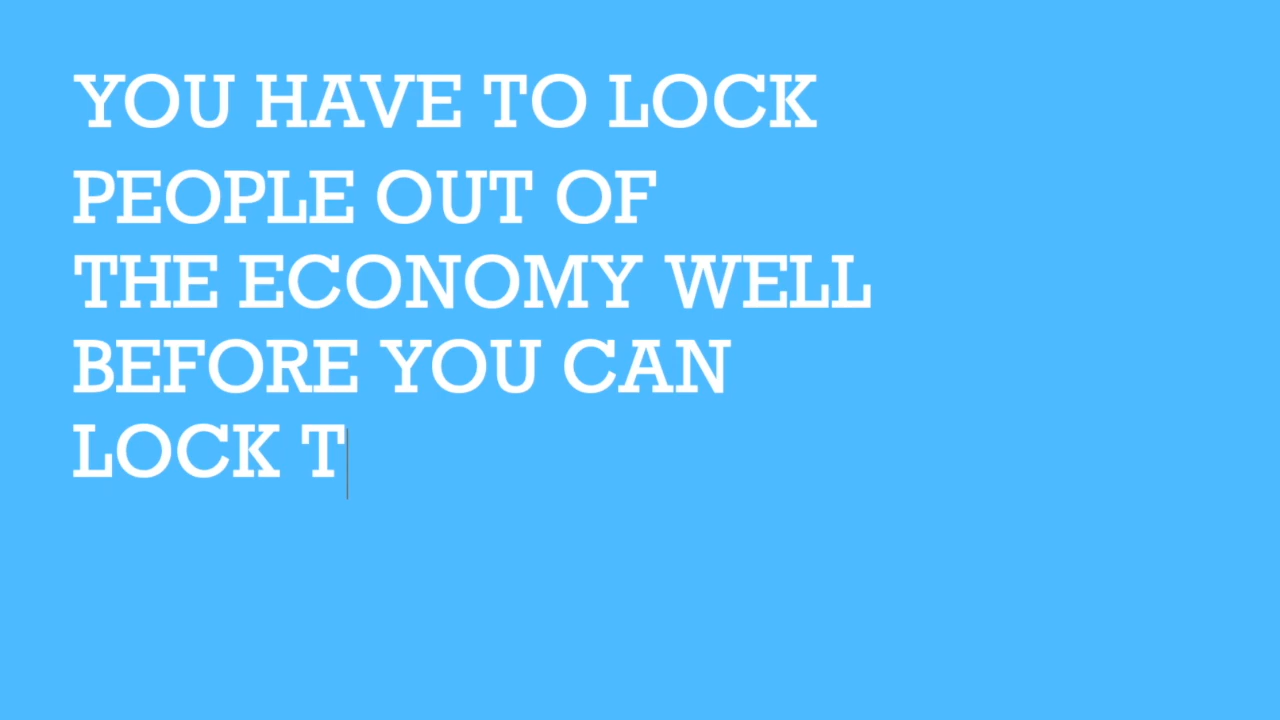 YOU HAVE TO LOCK
PEOPLE OUT OF
THE ECONOMY WELL
BEFORE YOU CAN
LOCK T